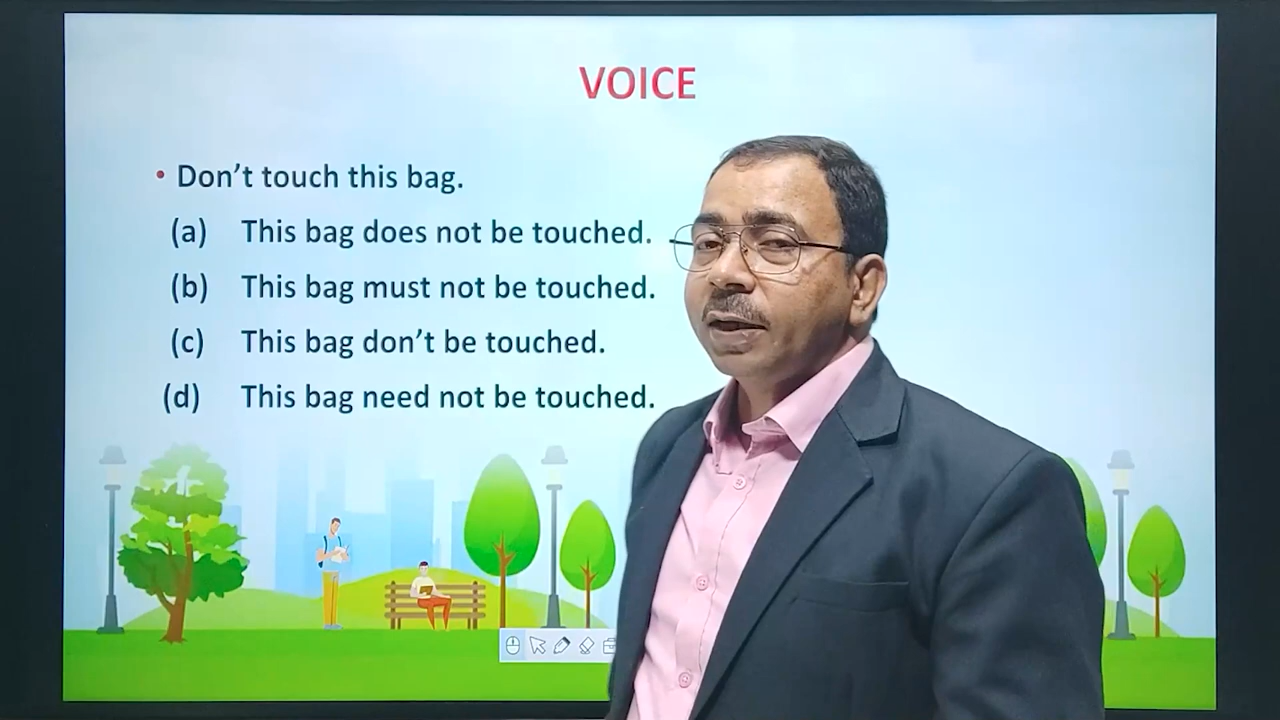 VOICE
• Don’t touch this bag.
(a) This bag does not be touched.
(b) This bag must not be touched.
(c) This bag don’t be touched.
(d) This bag need not be touched.